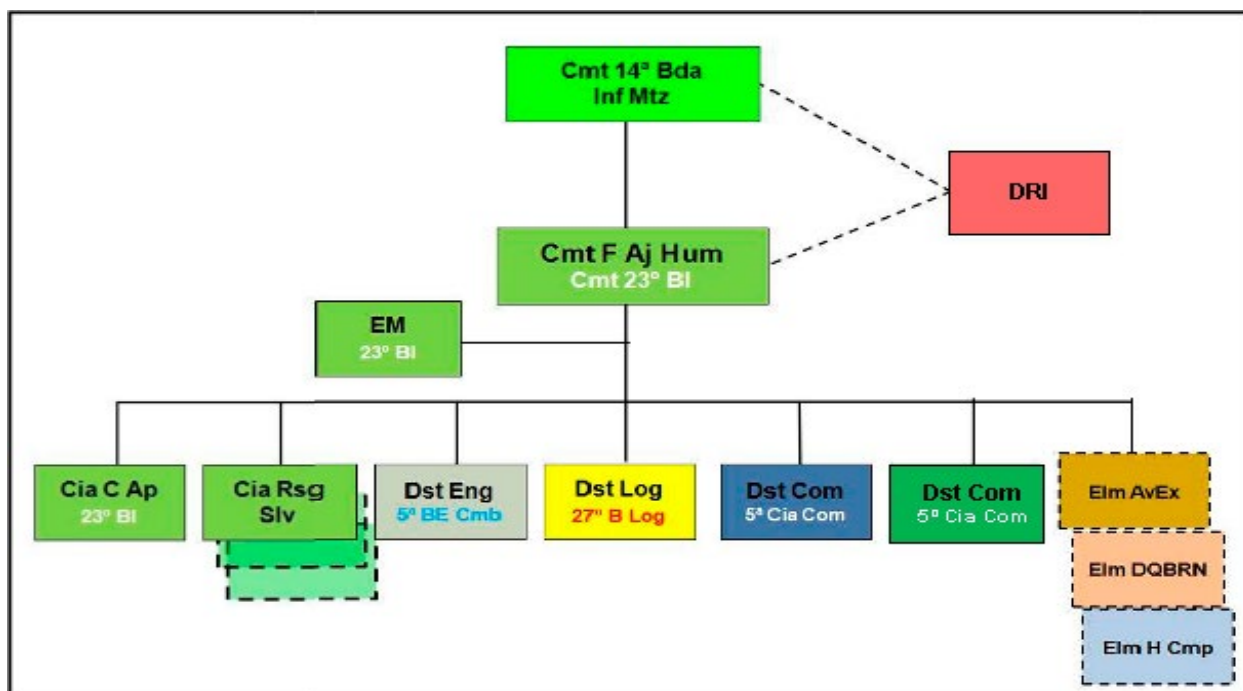 Cmt 14ª Bda
Inf Mtz
DRI
Cmt F Aj Hum
Cmt 23º BI
EM
23º BI
Cia C Ap
23º BI
Cia Rsg
Slv
Dst Eng
5º BE Cmb
Dst Log
27º B Log
Dst Com
5ª Cia Com
Dst Com
5ª Cia Com
Elm AvEx
Elm DQBRN
Elm H Cmp